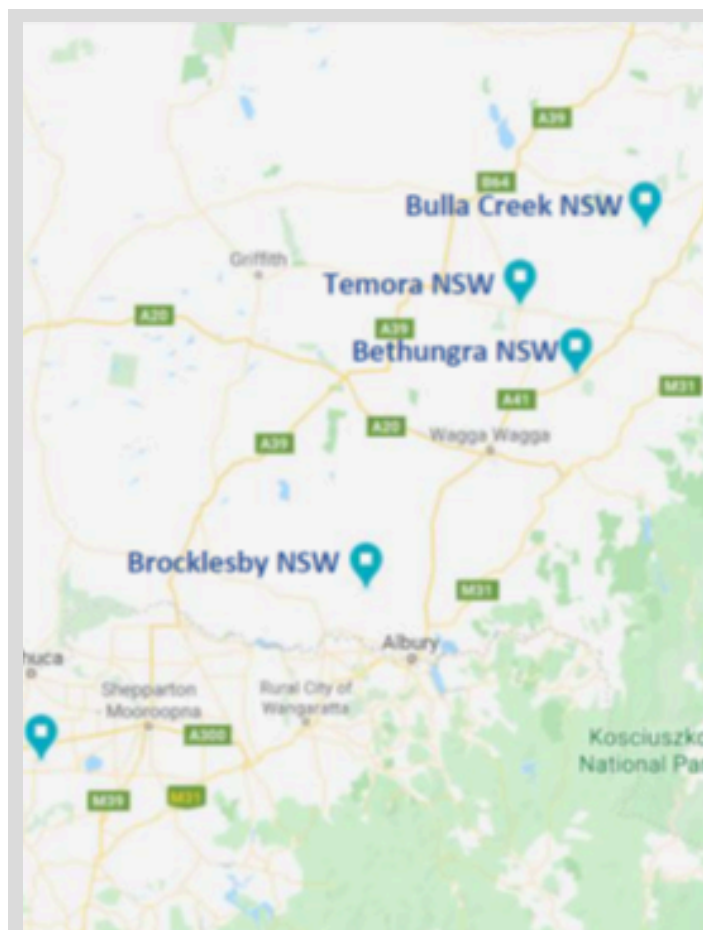 A39
B64
Bulla Creek NSW
Griffith
Temora NSW
A20
A39
Bethungra NSW
M31
A41
A20
Wagga Wagga
A39
Brocklesby NSW
M31
Albury
huca
Shepparton
- Mooroopna
Rural City of
Wangaratta
A300
Kosciuszko
National Par
M39
M31